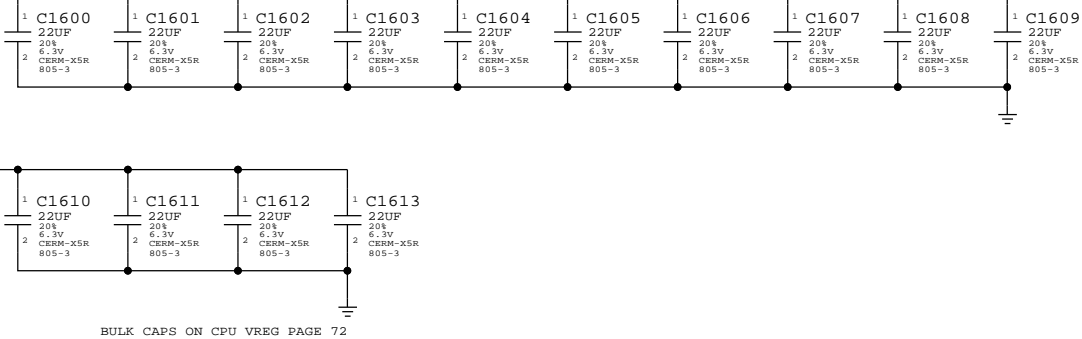 1 C1600 1 C1601 1 C1602 1 C1603 1 C1604 1 C1605 1 C1606 1 C1607 1 C1608 1 C1609
22UF 22UF 22UF 22UF 22UF 22UF 22UF 22UF 22UF 22UF
20% 20% 20% 20% 20% 20% 20% 20% 20% 20%
6.3V 6.3V 6.3V 6.3V 6.3V 6.3V 6.3V 6.3V 6.3V 6.3V
2 CERM-X5R 2 CERM-X5R 2 CERM-X5R 2 CERM-X5R 2 CERM-X5R 2 CERM-X5R 2 CERM-X5R 2 CERM-X5R 2 CERM-X5R 2 CERM-X5R
805-3 805-3 805-3 805-3 805-3 805-3 805-3 805-3 805-3 805-3
1 C1610 1 C1611 1 C1612 1 C1613
22UF 22UF 22UF 22UF
20% 20% 20% 20%
6.3V 6.3V 6.3V 6.3V
2 CERM-X5R 2 CERM-X5R 2 CERM-X5R 2 CERM-X5R
805-3 805-3 805-3 805-3
BULK CAPS ON CPU VREG PAGE 72